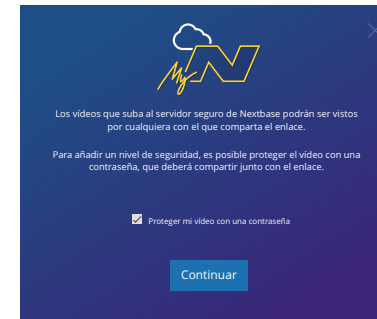 My N
Los vídeos que suba al servidor seguro de Nextbase podrán ser vistos
por cualquiera con el que comparta el enlace.
Para añadir un nivel de seguridad, es posible proteger el vídeo con una
contraseña, que deberá compartir junto con el enlace.
Proteger mi vídeo con una contraseña
Continuar